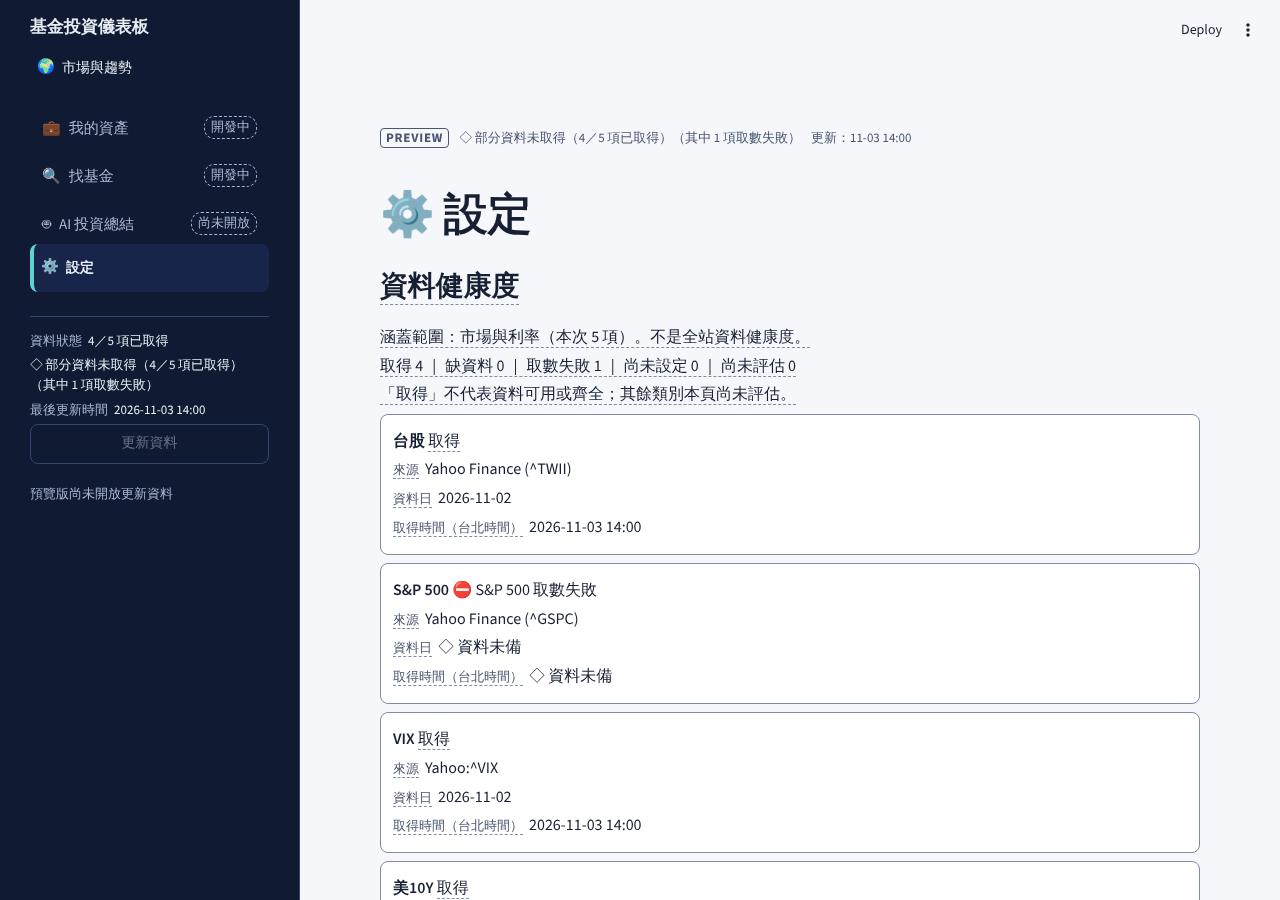 基金投資儀表板
🌍 市場與趨勢
💼 我的資產 開發中
🔍 找基金 開發中
AI 投資總結 尚未開放
⚙️ 設定
資料狀態 4／5 項已取得
◇ 部分資料未取得（4／5 項已取得）
（其中 1 項取數失敗）
最後更新時間 2026-11-03 14:00
更新資料
預覽版尚未開放更新資料
Deploy
PREVIEW ◇ 部分資料未取得（4／5 項已取得）（其中 1 項取數失敗） 更新：11-03 14:00
⚙️ 設定
資料健康度
涵蓋範圍：市場與利率（本次 5 項）。不是全站資料健康度。
取得 4 ｜ 缺資料 0 ｜ 取數失敗 1 ｜ 尚未設定 0 ｜ 尚未評估 0
「取得」不代表資料可用或齊全；其餘類別本頁尚未評估。
台股 取得
來源 Yahoo Finance (^TWII)
資料日 2026-11-02
取得時間（台北時間） 2026-11-03 14:00
S&P 500 ⛔ S&P 500 取數失敗
來源 Yahoo Finance (^GSPC)
資料日 ◇ 資料未備
取得時間（台北時間） ◇ 資料未備
VIX 取得
來源 Yahoo:^VIX
資料日 2026-11-02
取得時間（台北時間） 2026-11-03 14:00
美10Y 取得